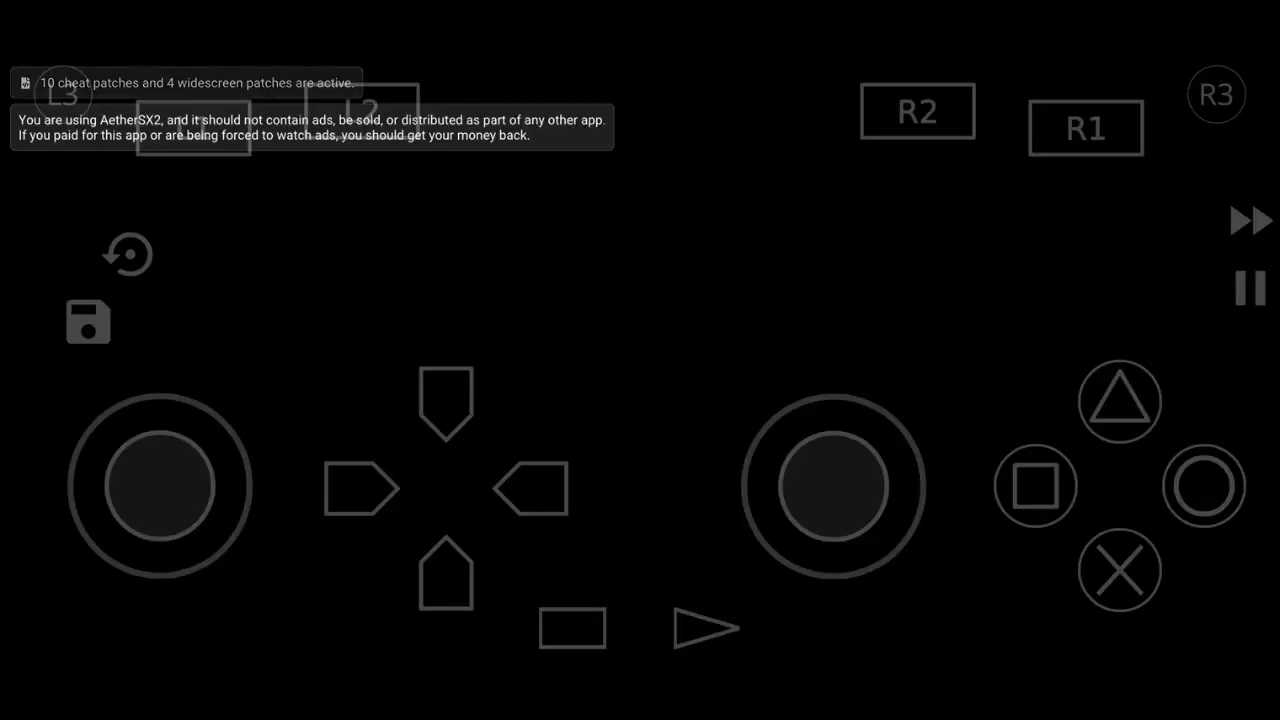 10 cheat patches and 4 widescreen patches are active.
L3
L2
R2
R3
You are using AetherSX2, and it should not contain ads, be sold, or distributed as part of any other app.
If you paid for this app or are being forced to watch ads, you should get your money back.
L1
R1